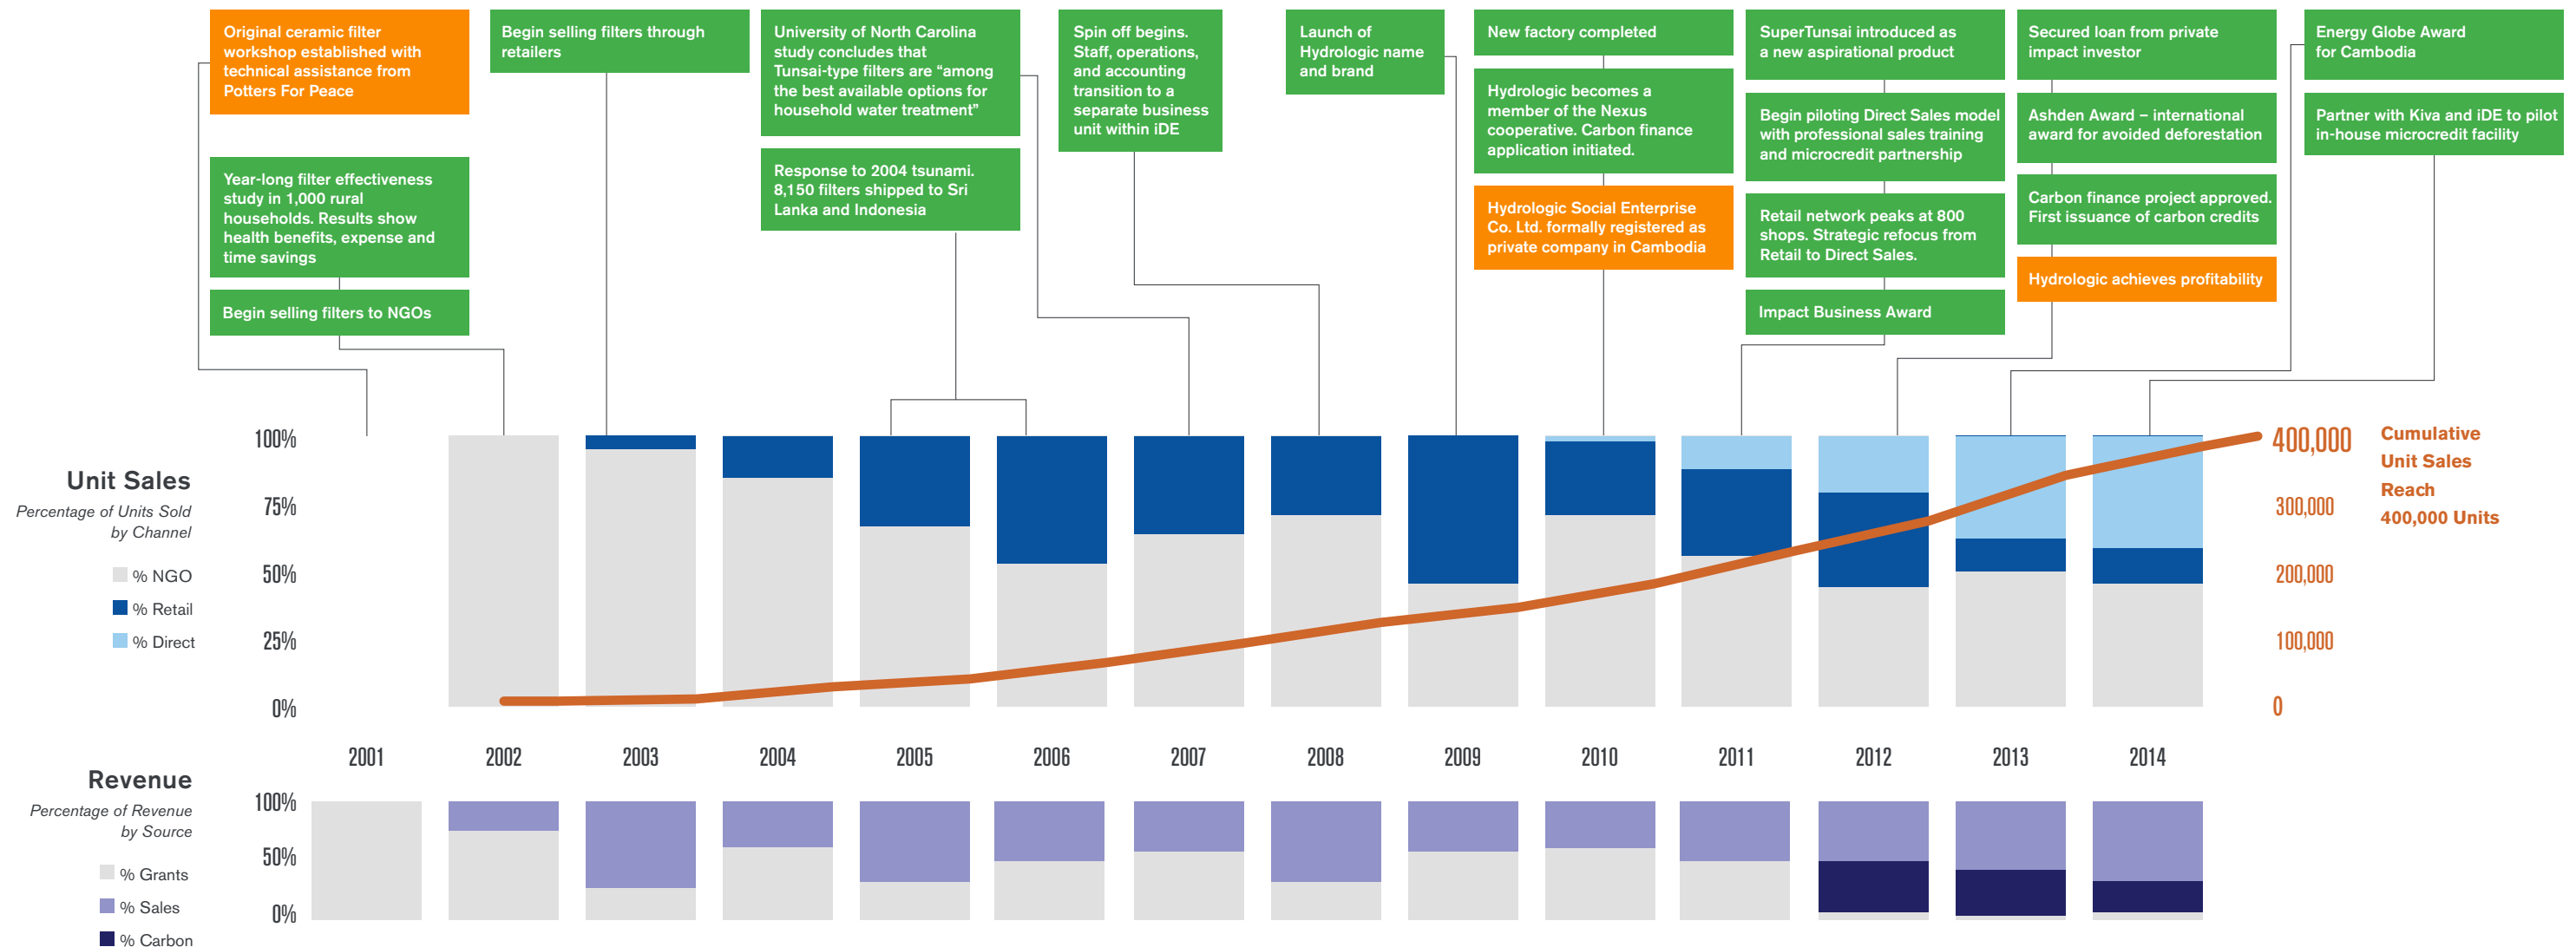 Original ceramic filter
workshop established with
technical assistance from
Potters For Peace
Year-long filter effectiveness
study in 1,000 rural
households. Results show
health benefits, expense and
time savings
Begin selling filters to NGOs
Begin selling filters through
retailers
University of North Carolina
study concludes that
Tunsai-type filters are “among
the best available options for
household water treatment”
Response to 2004 tsunami.
8,150 filters shipped to Sri
Lanka and Indonesia
Spin off begins.
Staff, operations,
and accounting
transition to a
separate business
unit within iDE
Launch of
Hydrologic name
and brand
New factory completed
Hydrologic becomes a
member of the Nexus
cooperative. Carbon finance
application initiated.
Hydrologic Social Enterprise
Co. Ltd. formally registered as
private company in Cambodia
SuperTunsai introduced as
a new aspirational product
Begin piloting Direct Sales model
with professional sales training
and microcredit partnership
Retail network peaks at 800
shops. Strategic refocus from
Retail to Direct Sales.
Impact Business Award
Secured loan from private
impact investor
Ashden Award – international
award for avoided deforestation
Carbon finance project approved.
First issuance of carbon credits
Hydrologic achieves profitability
Energy Globe Award
for Cambodia
Partner with Kiva and iDE to pilot
in-house microcredit facility
Unit Sales
Percentage of Units Sold
by Channel
% NGO
% Retail
% Direct
100%
75%
50%
25%
0%
400,000
300,000
200,000
100,000
0
Cumulative
Unit Sales
Reach
400,000 Units
2001 2002 2003 2004 2005 2006 2007 2008 2009 2010 2011 2012 2013 2014
Revenue
Percentage of Revenue
by Source
% Grants
% Sales
% Carbon
100%
50%
0%